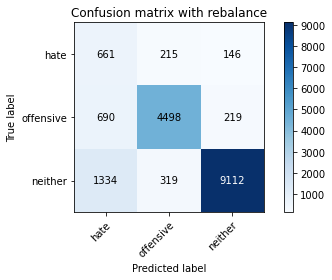 Confusion matrix with rebalance
hate 661 215 146
offensive 690 4498 219
neither 1334 319 9112
hate offensive neither
True label
Predicted label
9000
8000
7000
6000
5000
4000
3000
2000
1000